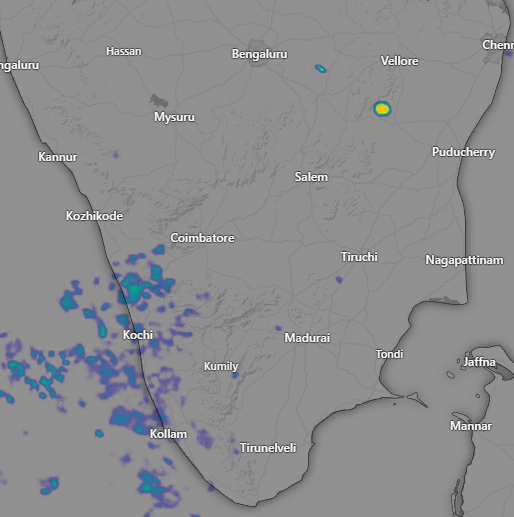 Chenn
Hassan
Bengaluru
Vellore
ngaluru
Mysuru
Puducherry
Kannur
Salem
Kozhikode
Coimbatore
Tiruchi
Nagapattinam
Kochi
Madurai
Tondi
Jaffna
Kumily
Mannar
Kollam
Tirunelveli